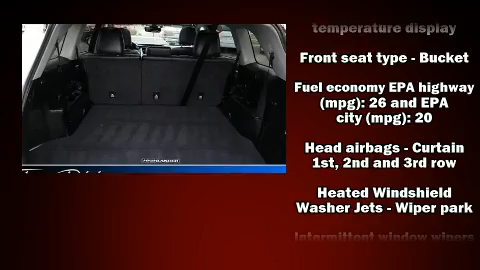 temperature display
Front seat type - Bucket
Fuel economy EPA highway
(mpg): 26 and EPA
city (mpg): 20
Head airbags - Curtain
1st, 2nd and 3rd row
Heated Windshield
Washer Jets - Wiper park
Intermittent window wipers
HIGHLANDER